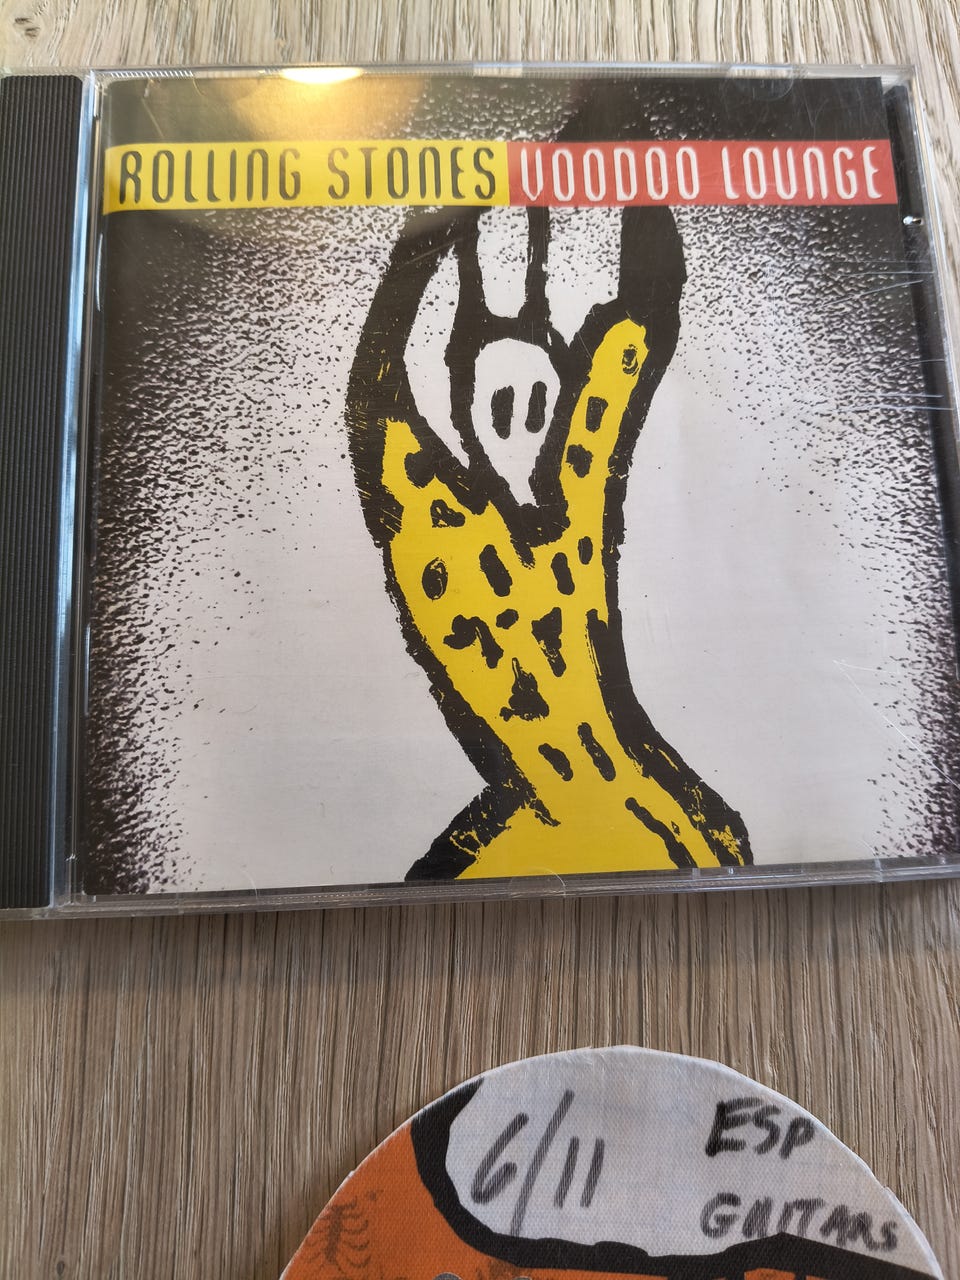 ROLLING STONES VOODOO LOUNGE
6/11 ESP
GUITARS